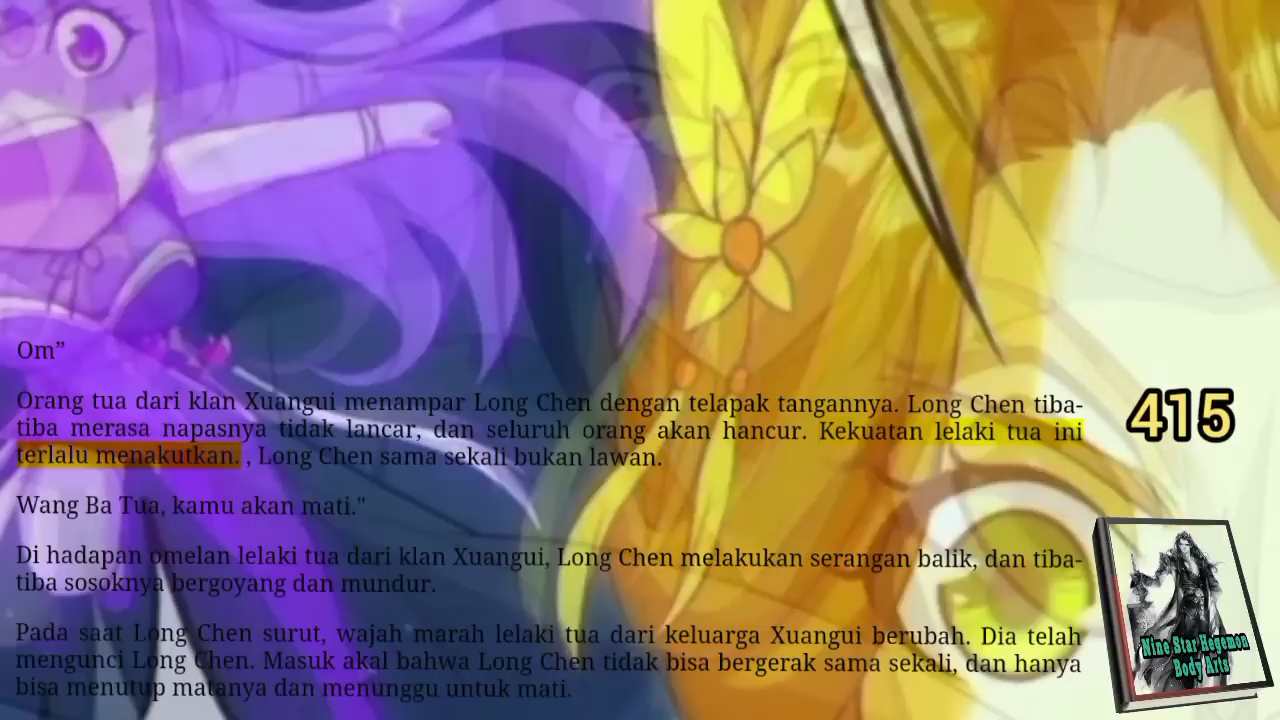 Om”
Orang tua dari klan Xuangui menampar Long Chen dengan telapak tangannya. Long Chen tiba-
tiba merasa napasnya tidak lancar, dan seluruh orang akan hancur. Kekuatan lelaki tua ini
terlalu menakutkan. , Long Chen sama sekali bukan lawan.
Wang Ba Tua, kamu akan mati."
Di hadapan omelan lelaki tua dari klan Xuangui, Long Chen melakukan serangan balik, dan tiba-
tiba sosoknya bergoyang dan mundur.
Pada saat Long Chen surut, wajah marah lelaki tua dari keluarga Xuangui berubah. Dia telah
mengunci Long Chen. Masuk akal bahwa Long Chen tidak bisa bergerak sama sekali, dan hanya
bisa menutup matanya dan menunggu untuk mati.
415
Nine Star Hegemon
Body Arts